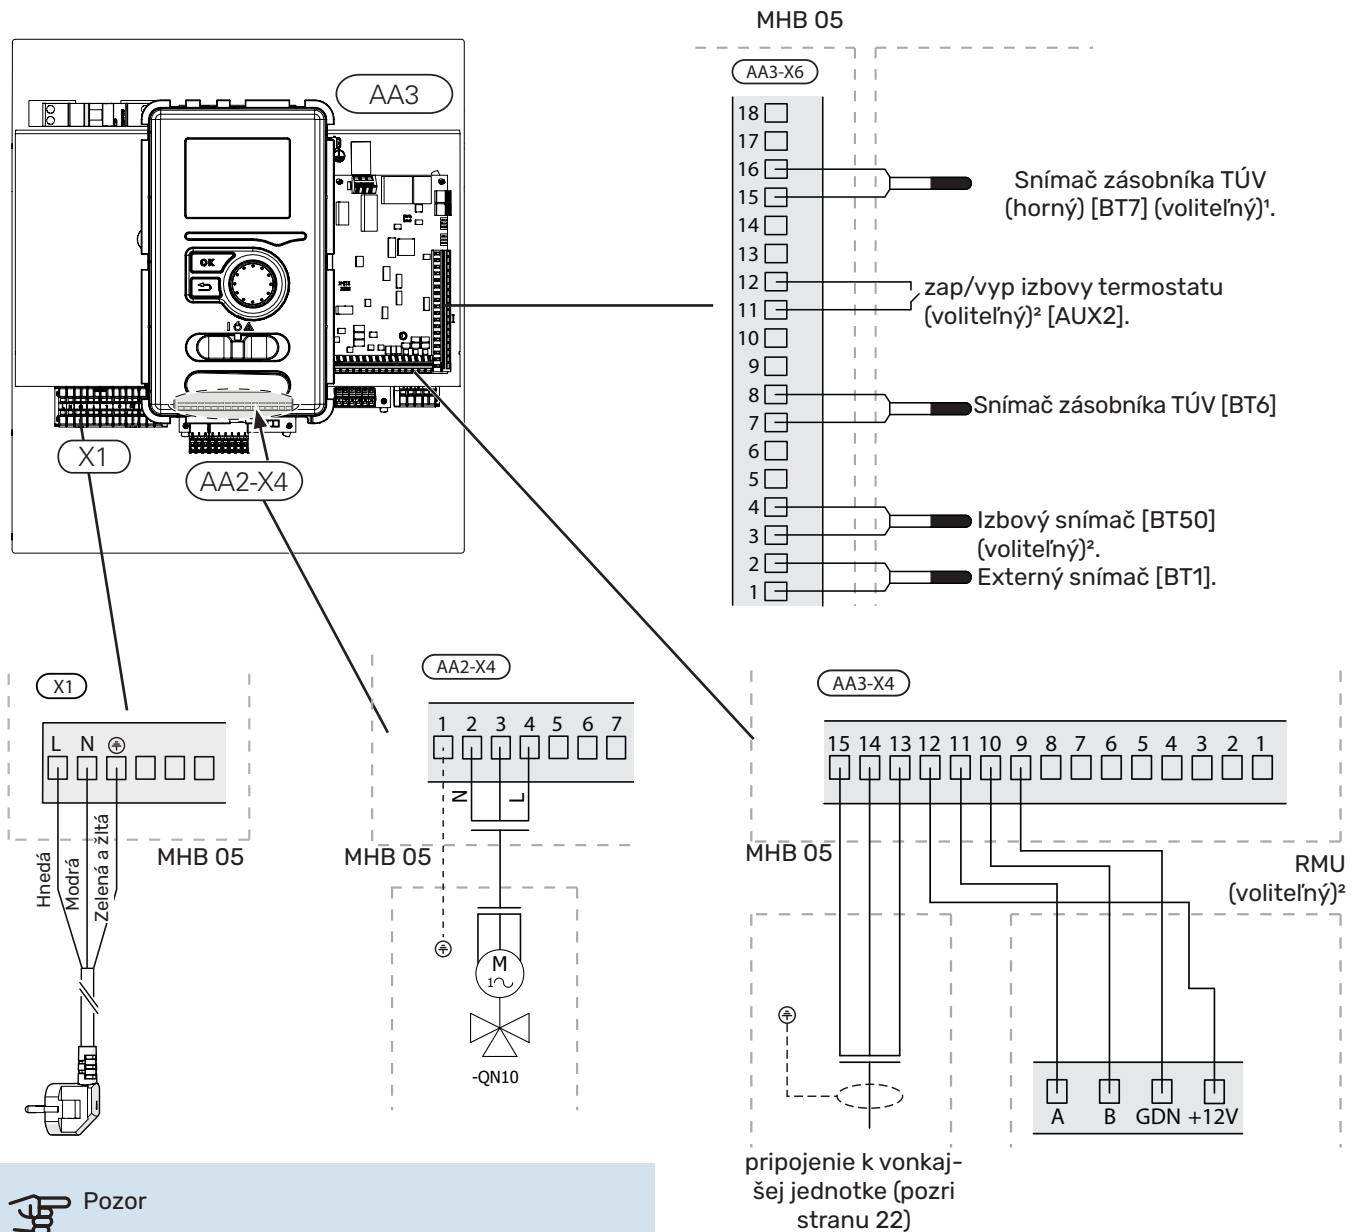 MHB 05
AA3
AA3-X6
18
17
16
15
14
13
12
11
10
9
8
7
6
5
4
3
2
1
Snímač zásobníka TÚV
(horný) [BT7] (voliteľný)¹.
zap/vyp izbovy termostatu
(voliteľný)² [AUX2].
Snímač zásobníka TÚV [BT6]
Izbový snímač [BT50]
(voliteľný)².
Externý snímač [BT1].
OK
X1
AA2-X4
X1
L N
Hnedá
Modrá
Zelená a žltá
MHB 05
AA2-X4
1 2 3 4 5 6 7
N L
MHB 05
M
1
-QN10
AA3-X4
15 14 13 12 11 10 9 8 7 6 5 4 3 2 1
MHB 05
RMU
(voliteľný)²
A B GDN +12V
pripojenie k vonkaj-
šej jednotke (pozri
stranu 22)
Pozor